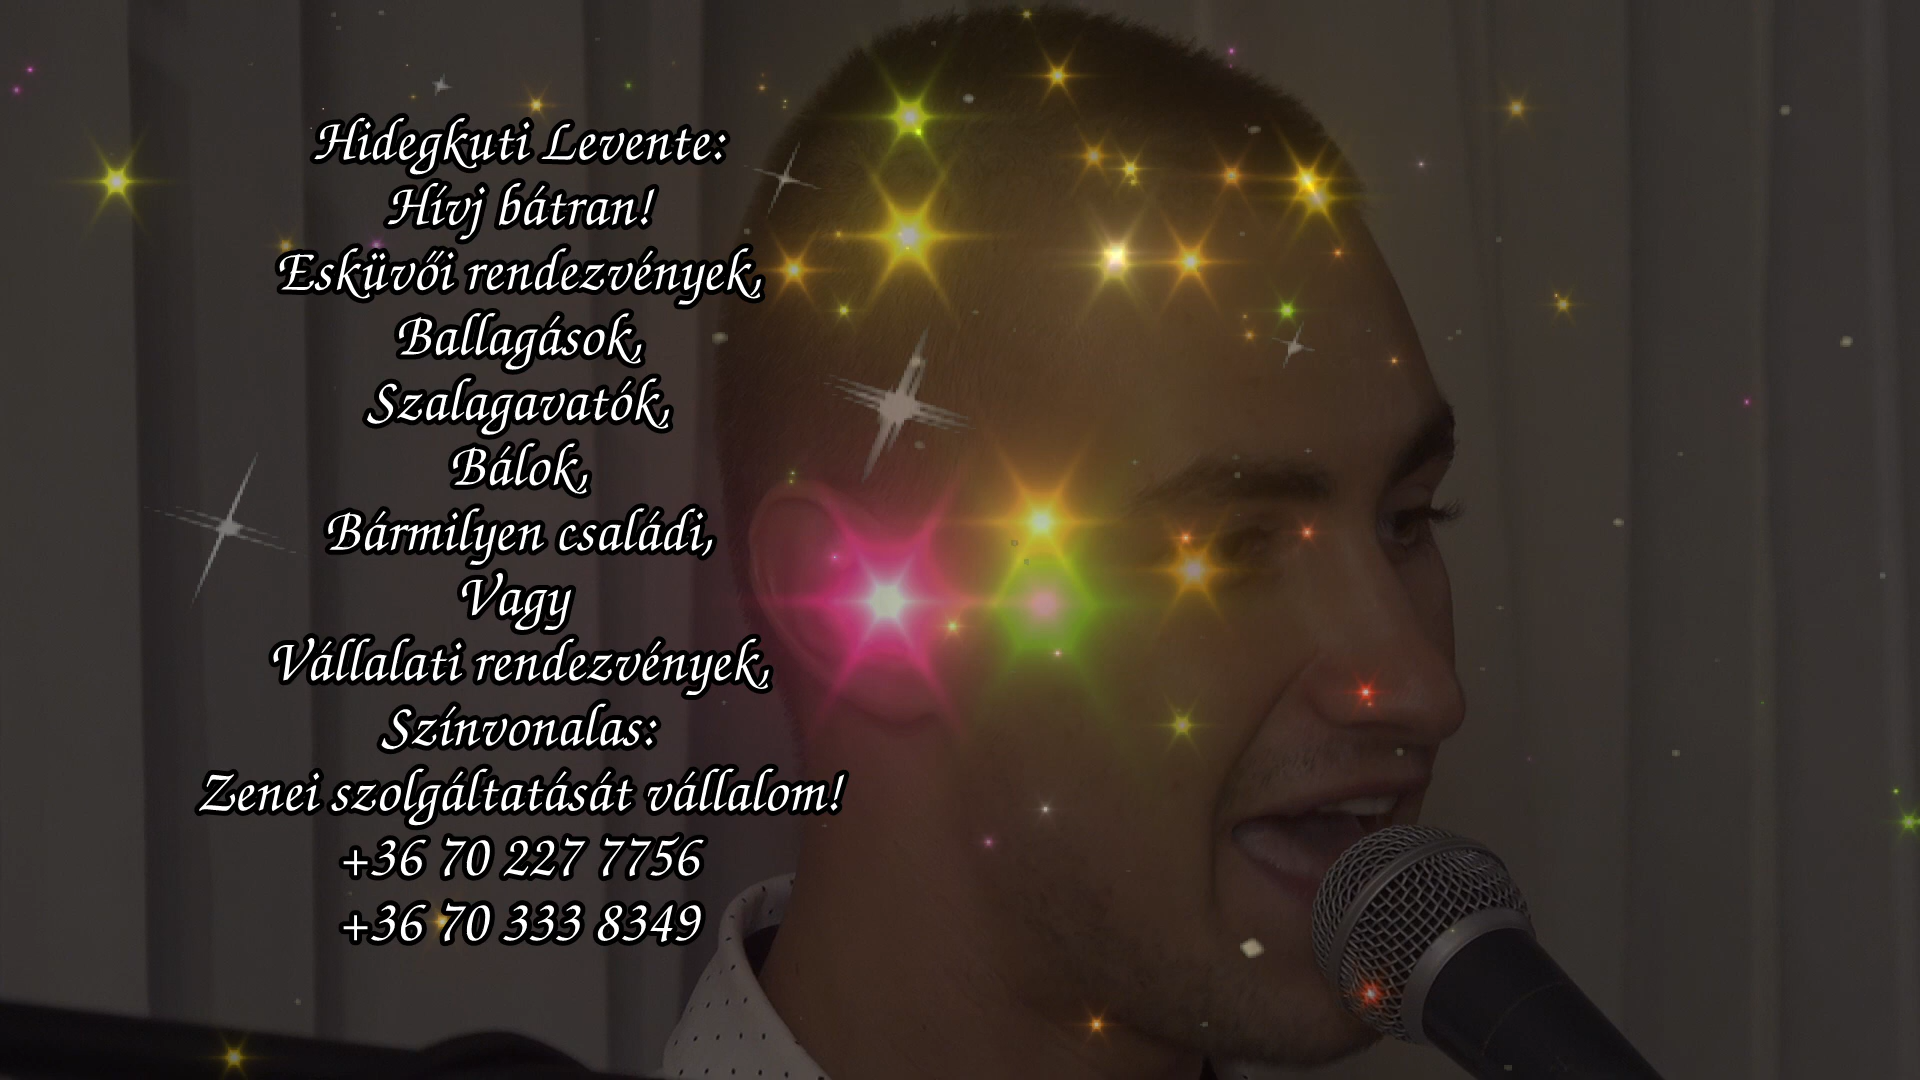 Hidegkuti Levente:
Hívj bátran!
Esküvői rendezvények,
Ballagások,
Szalagavatók,
Bálok,
Bármilyen családi,
Vagy
Vállalati rendezvények,
Színvonalas:
Zenei szolgáltatását vállalom!
+36 70 227 7756
+36 70 333 8349